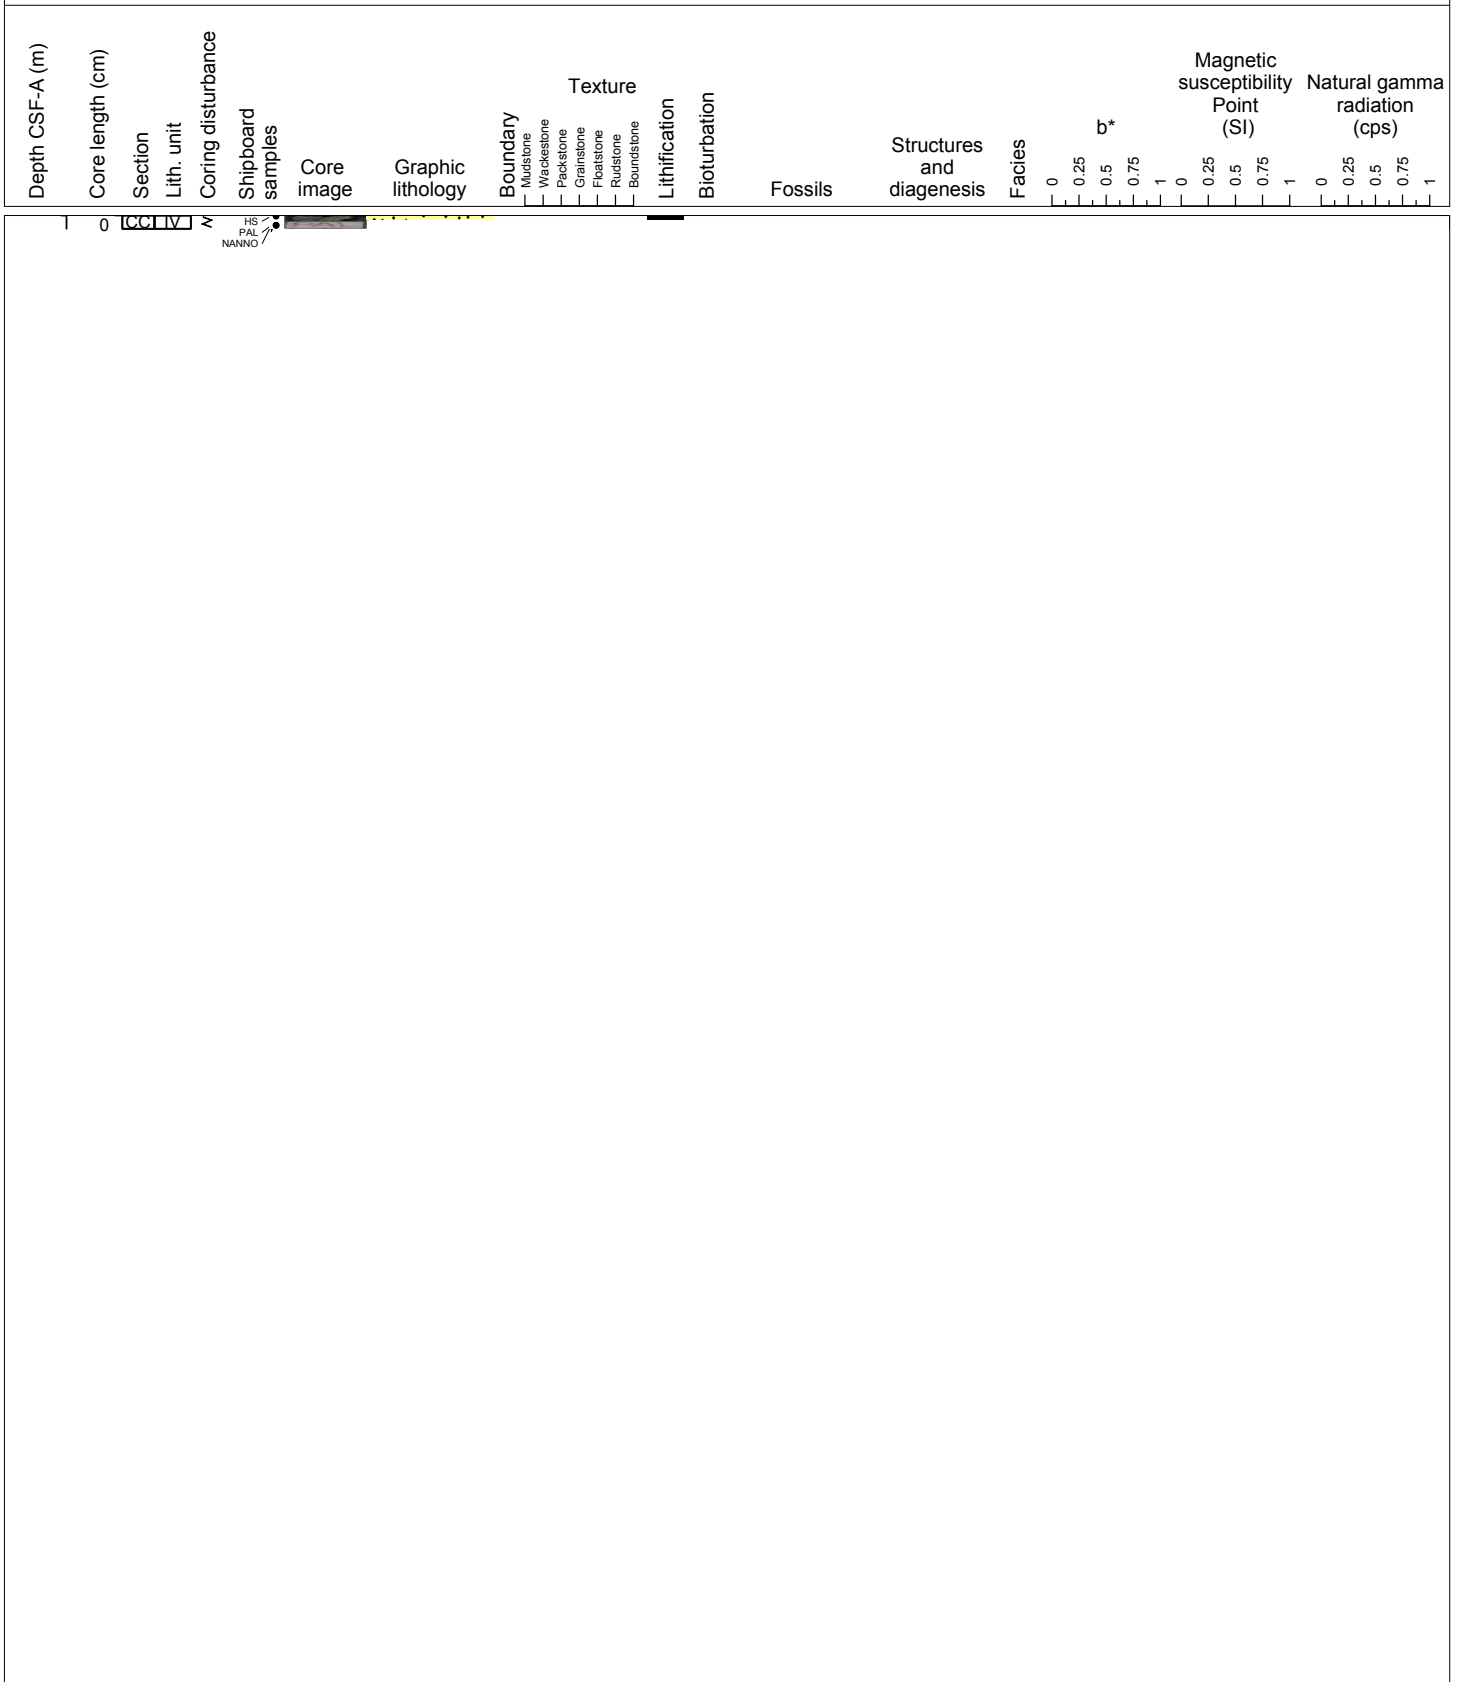 Depth CSF-A (m)
Core length (cm)
Section
Lith. unit
Coring disturbance
Shipboard
samples
Core
image
Graphic
lithology
Boundary
Texture
Mudstone
Wackestone
Packstone
Grainstone
Floatstone
Rudstone
Boundstone
Lithification
Bioturbation
Fossils
Structures
and
diagenesis
Facies
b*
0 0.25 0.5 0.75 1
Magnetic
susceptibility
Point
(SI)
0 0.25 0.5 0.75 1
Natural gamma
radiation
(cps)
0 0.25 0.5 0.75 1
0
CC
IV
HS
PAL
NANNO